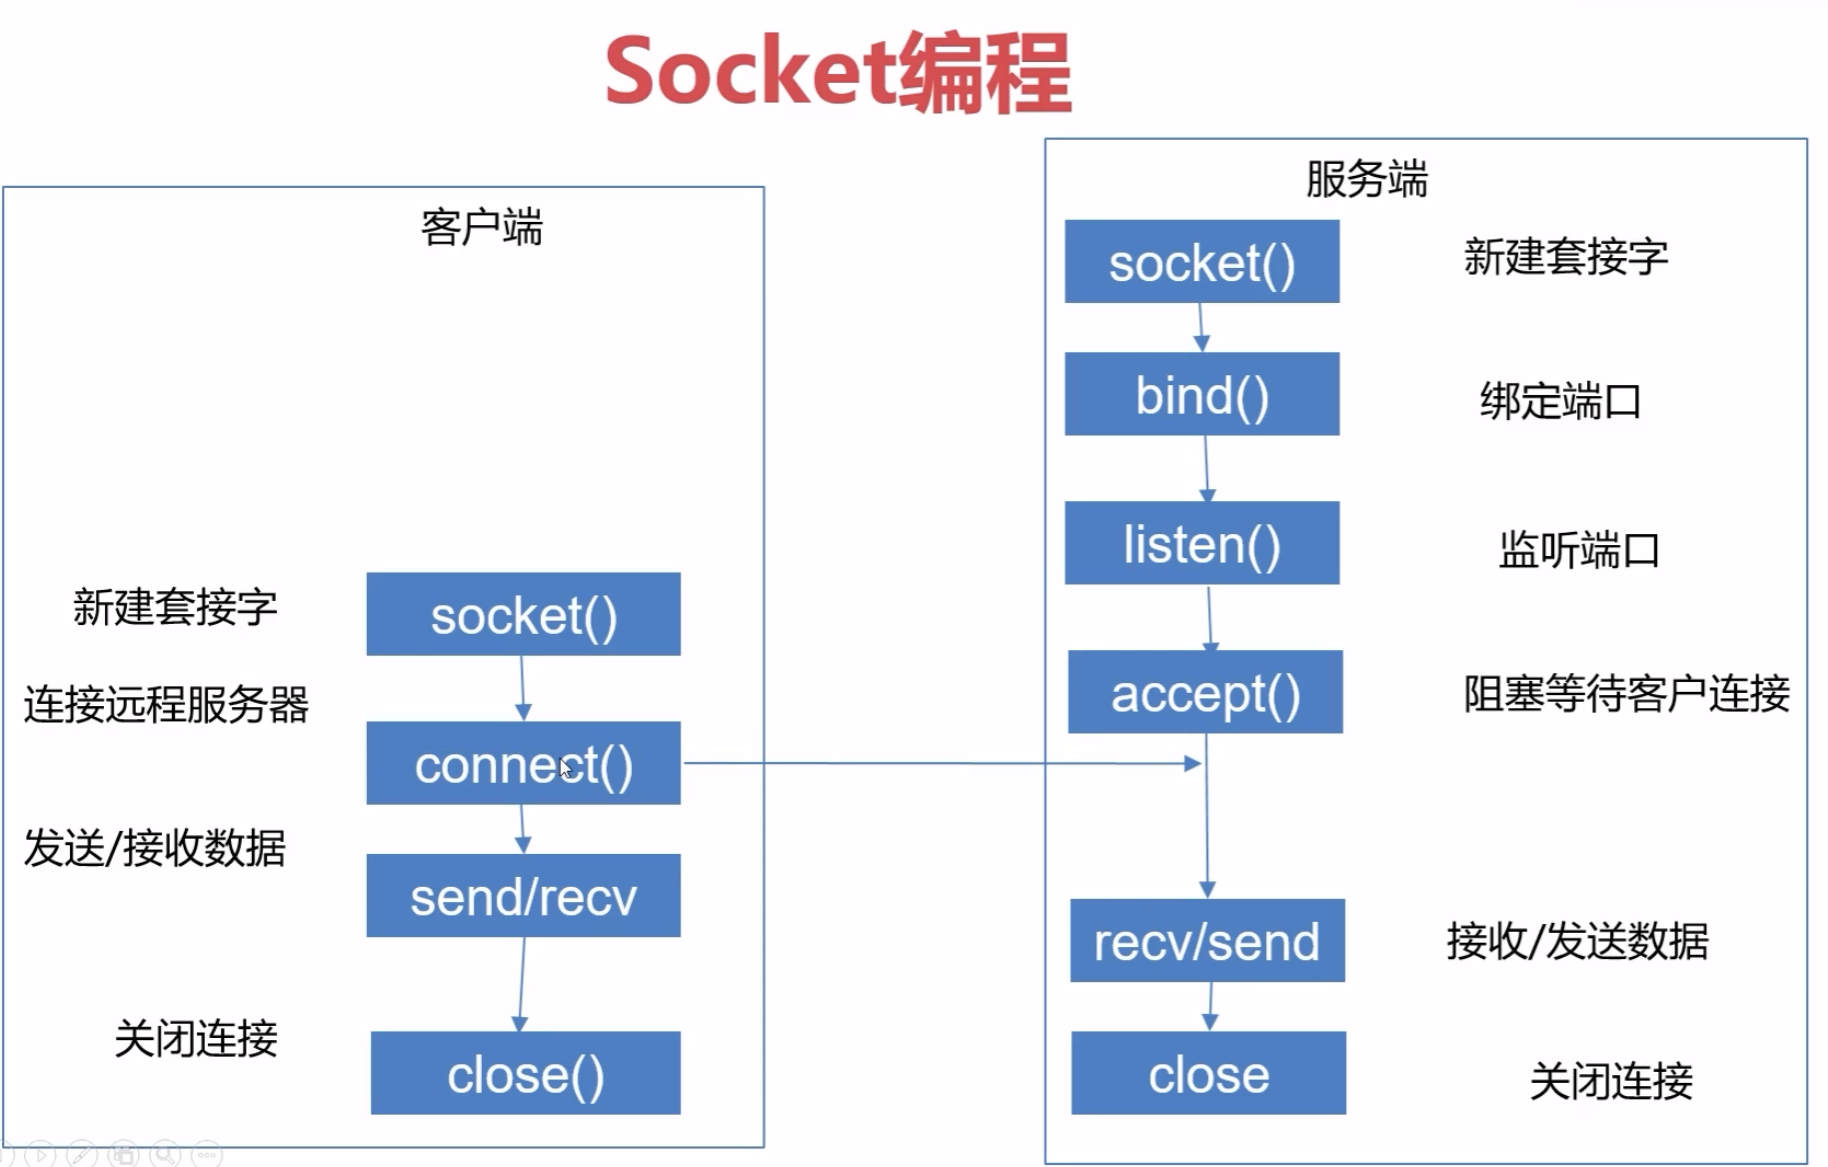 Socket编程
客户端
新建套接字
socket()
连接远程服务器
connect()
发送/接收数据
send/recv
关闭连接
close()
服务端
socket()
新建套接字
bind()
绑定端口
listen()
监听端口
accept()
阻塞等待客户连接
recv/send
接收/发送数据
close
关闭连接